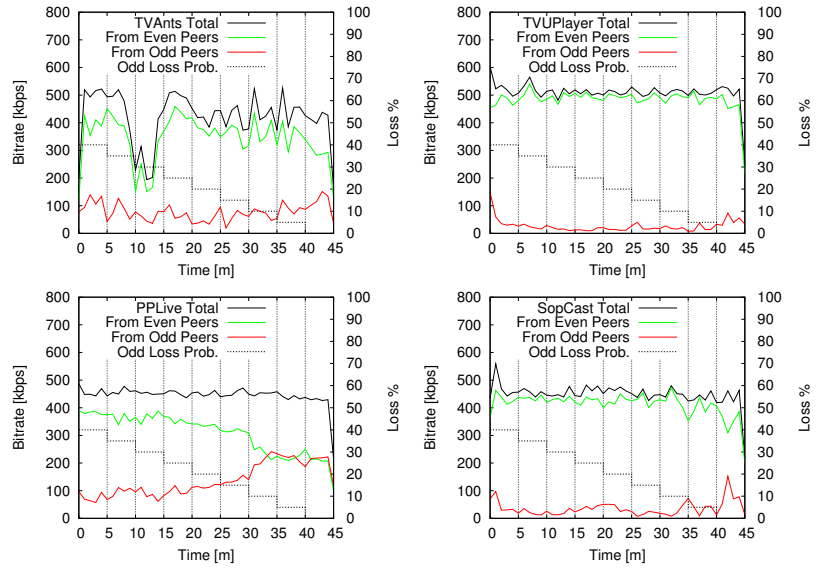 TVAnts Total
From Even Peers
From Odd Peers
Odd Loss Prob.
Bitrate [kbps]
Loss %
800
700
600
500
400
300
200
100
0
100
90
80
70
60
50
40
30
20
10
0
0 5 10 15 20 25 30 35 40 45
Time [m]
TVUPlayer Total
From Even Peers
From Odd Peers
Odd Loss Prob.
Bitrate [kbps]
Loss %
800
700
600
500
400
300
200
100
0
100
90
80
70
60
50
40
30
20
10
0
0 5 10 15 20 25 30 35 40 45
Time [m]
PPLive Total
From Even Peers
From Odd Peers
Odd Loss Prob.
Bitrate [kbps]
Loss %
800
700
600
500
400
300
200
100
0
100
90
80
70
60
50
40
30
20
10
0
0 5 10 15 20 25 30 35 40 45
Time [m]
SopCast Total
From Even Peers
From Odd Peers
Odd Loss Prob.
Bitrate [kbps]
Loss %
800
700
600
500
400
300
200
100
0
100
90
80
70
60
50
40
30
20
10
0
0 5 10 15 20 25 30 35 40 45
Time [m]